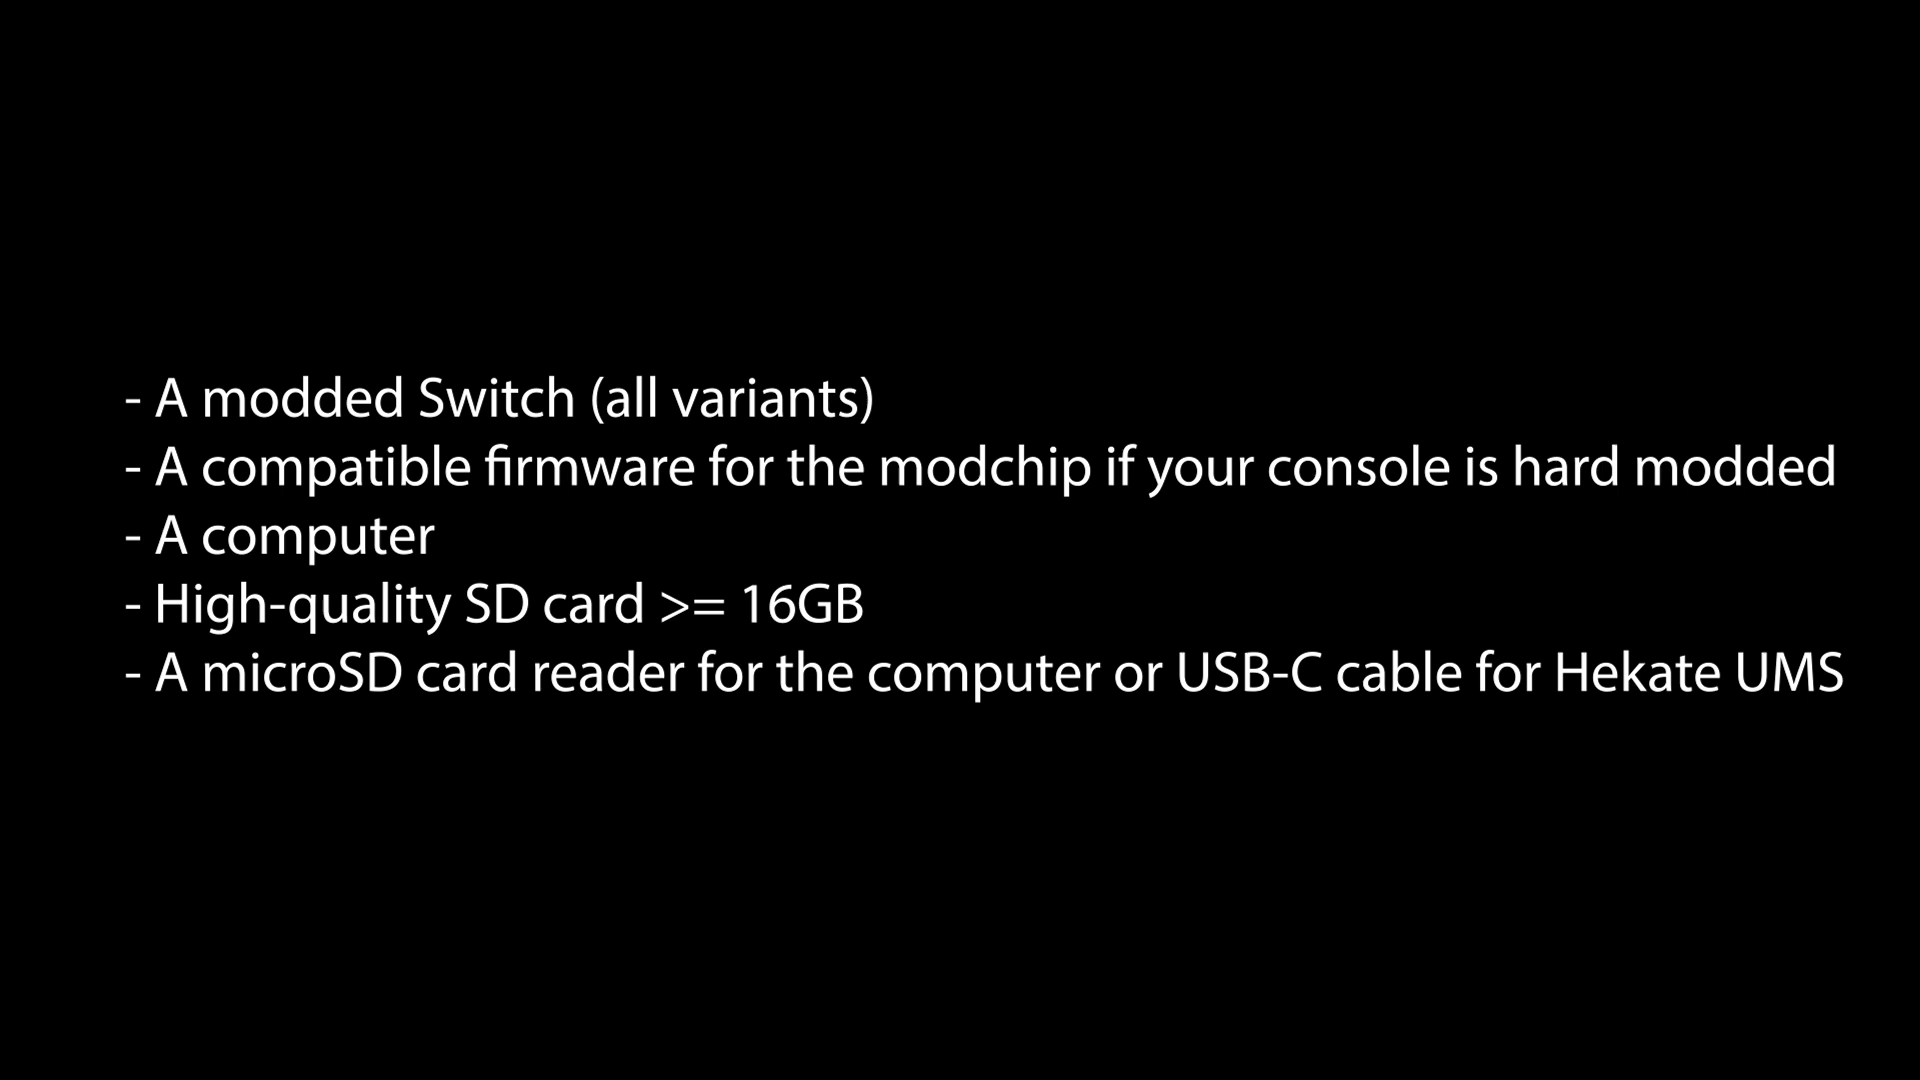 - A modded Switch (all variants)
- A compatible firmware for the modchip if your console is hard modded
- A computer
- High-quality SD card >= 16GB
- A microSD card reader for the computer or USB-C cable for Hekate UMS